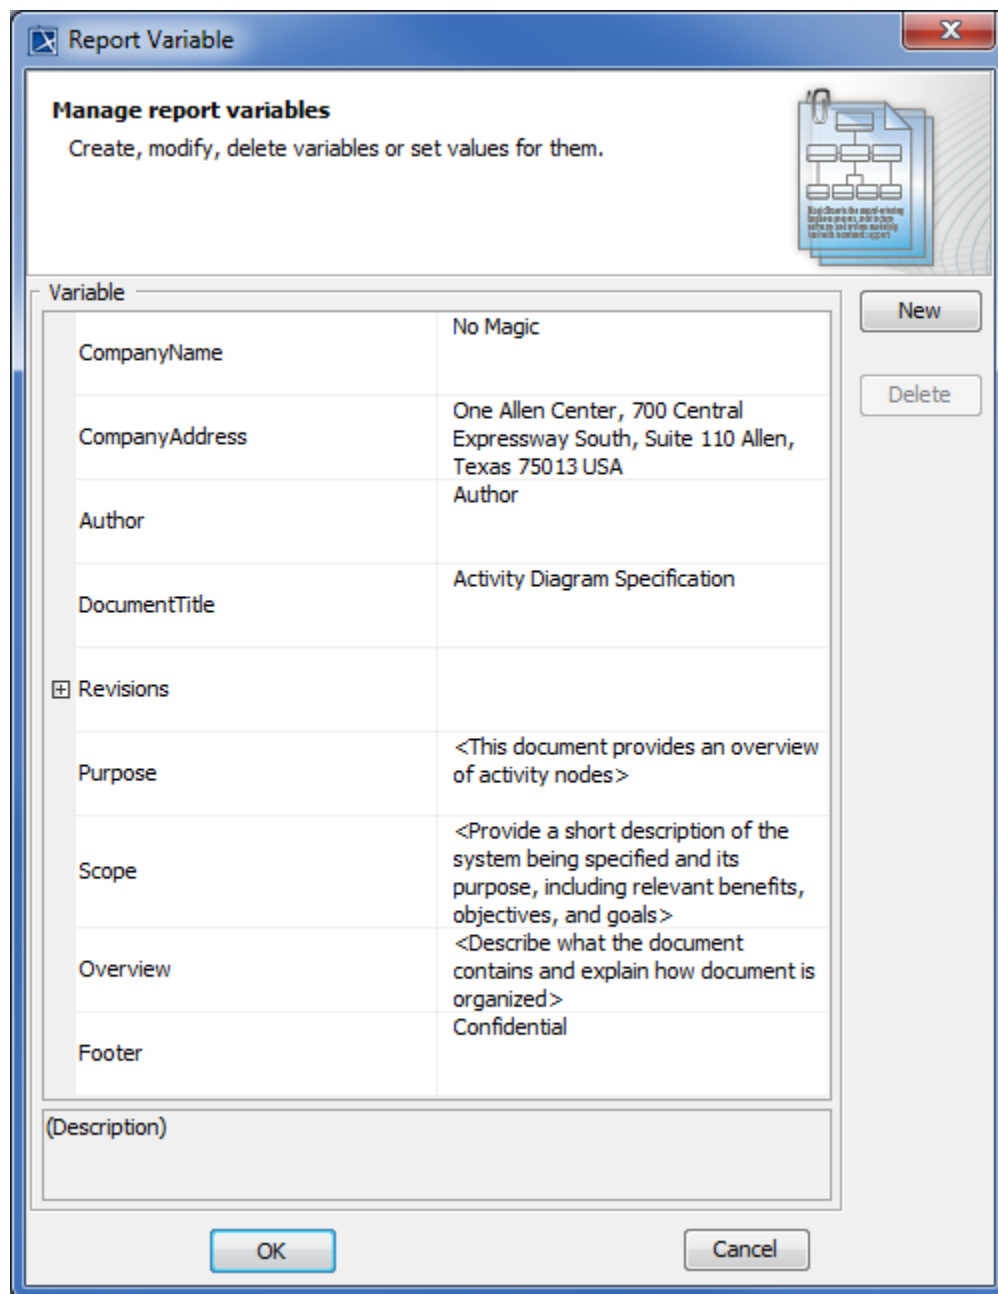 Report Variable
Manage report variables
Create, modify, delete variables or set values for them.
Variable
New
Delete
CompanyName
No Magic
CompanyAddress
One Allen Center, 700 Central
Expressway South, Suite 110 Allen,
Texas 75013 USA
Author
Author
DocumentTitle
Activity Diagram Specification
Revisions
Purpose
<This document provides an overview
of activity nodes>
Scope
<Provide a short description of the
system being specified and its
purpose, including relevant benefits,
objectives, and goals>
Overview
<Describe what the document
contains and explain how document is
organized>
Footer
Confidential
(Description)
OK
Cancel